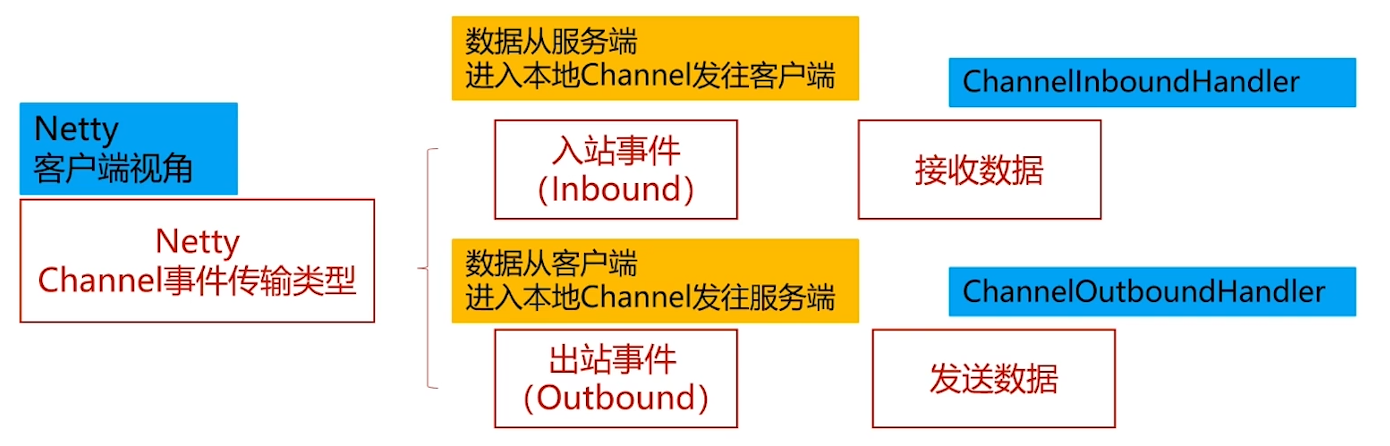 Netty
客户端视角
Netty
Channel事件传输类型
数据从服务端
进入本地Channel发往客户端
ChannelInboundHandler
入站事件
（Inbound）
接收数据
数据从客户端
进入本地Channel发往服务端
ChannelOutboundHandler
出站事件
（Outbound）
发送数据